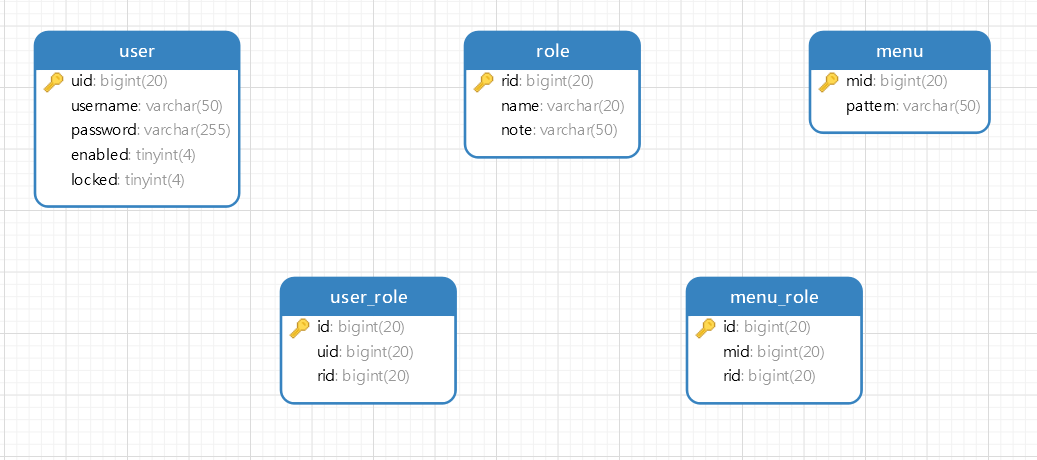 user
uid: bigint(20)
username: varchar(50)
password: varchar(255)
enabled: tinyint(4)
locked: tinyint(4)
role
rid: bigint(20)
name: varchar(20)
note: varchar(50)
menu
mid: bigint(20)
pattern: varchar(50)
user_role
id: bigint(20)
uid: bigint(20)
rid: bigint(20)
menu_role
id: bigint(20)
mid: bigint(20)
rid: bigint(20)